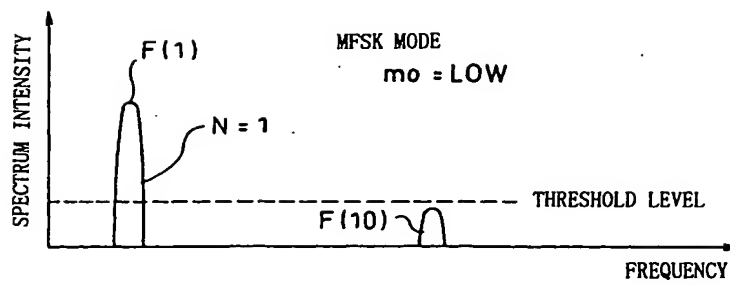 F(1)
MFSK MODE
mo = LOW
N = 1
SPECTRUM INTENSITY
THRESHOLD LEVEL
F(10)
FREQUENCY